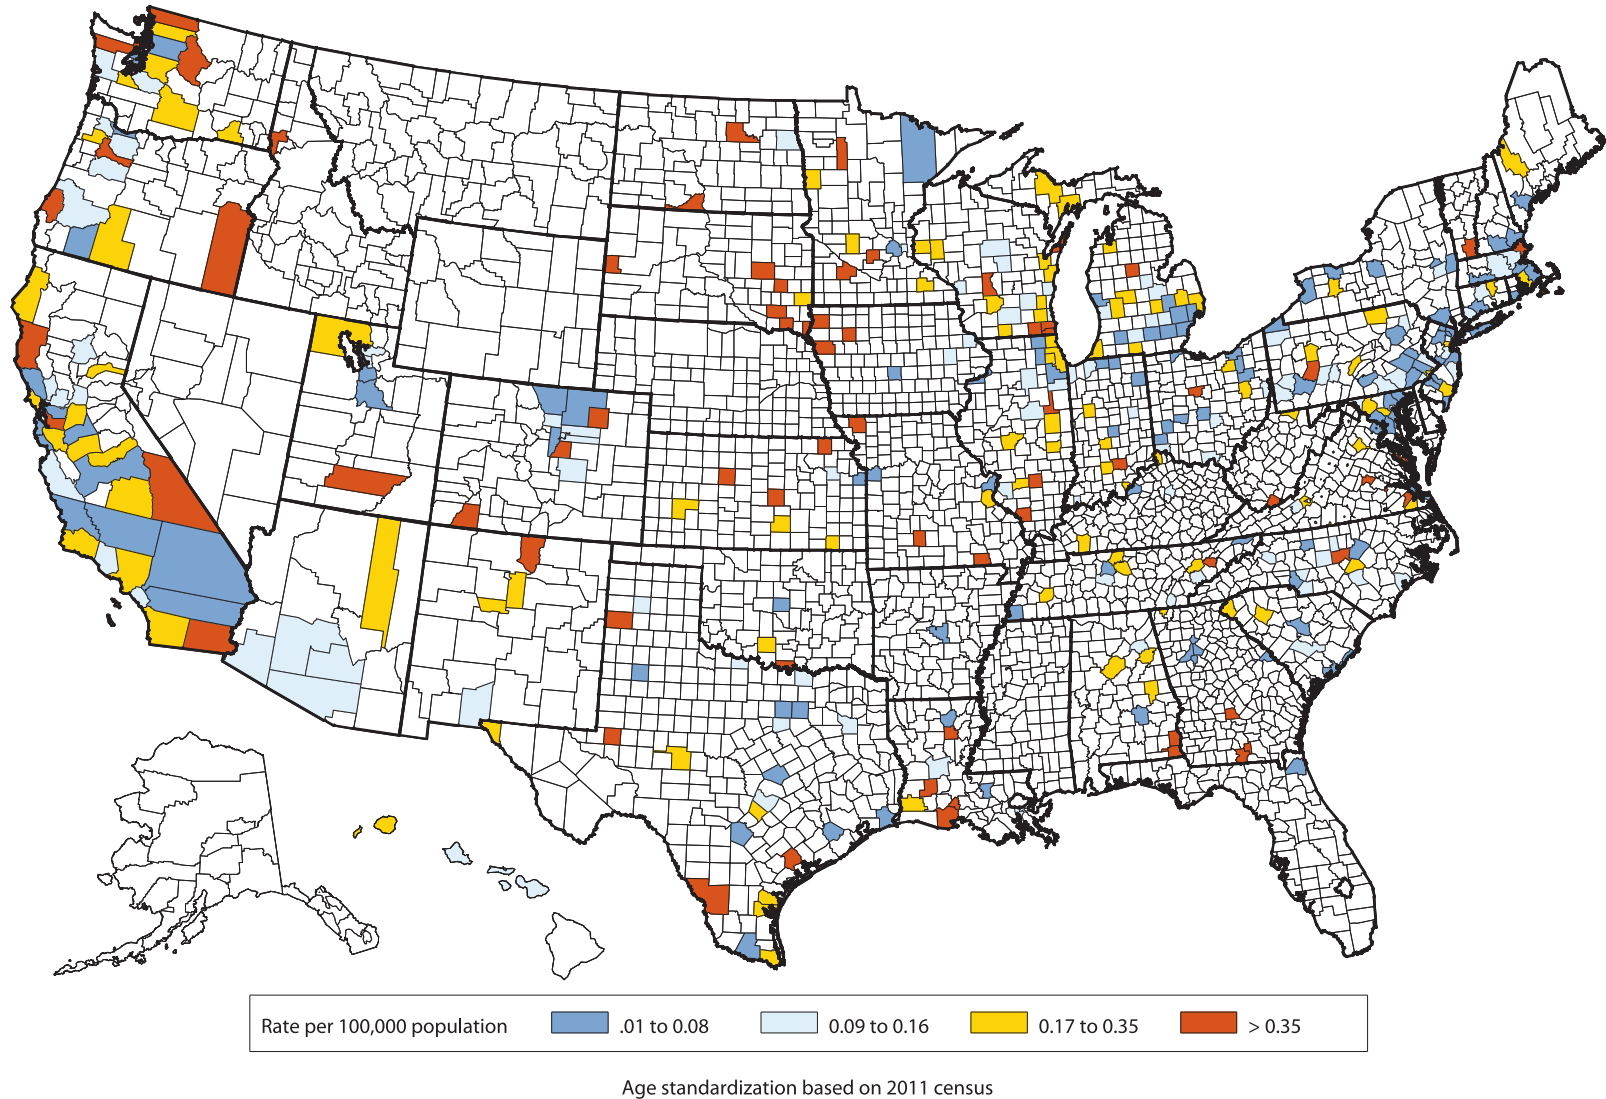 Rate per 100,000 population .01 to 0.08 0.09 to 0.16 0.17 to 0.35 > 0.35
Age standardization based on 2011 census